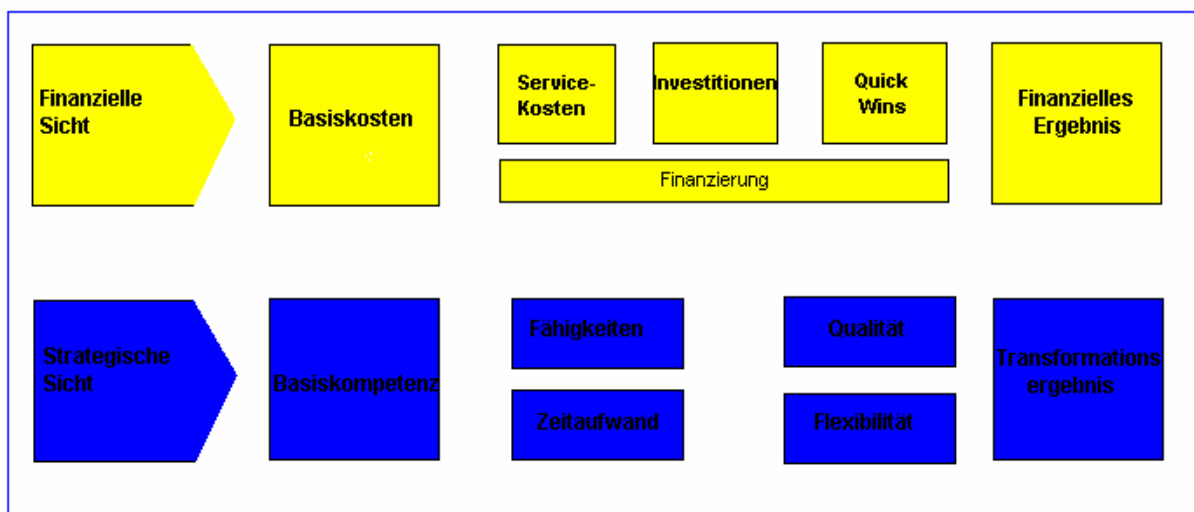 Finanzielle
Sicht
Basiskosten
Service-
Kosten
Investitionen
Quick
Wins
Finanzierung
Finanzielles
Ergebnis
Strategische
Sicht
Basiskompetenz
Fähigkeiten
Zeitaufwand
Qualität
Flexibilität
Transformations
ergebnis